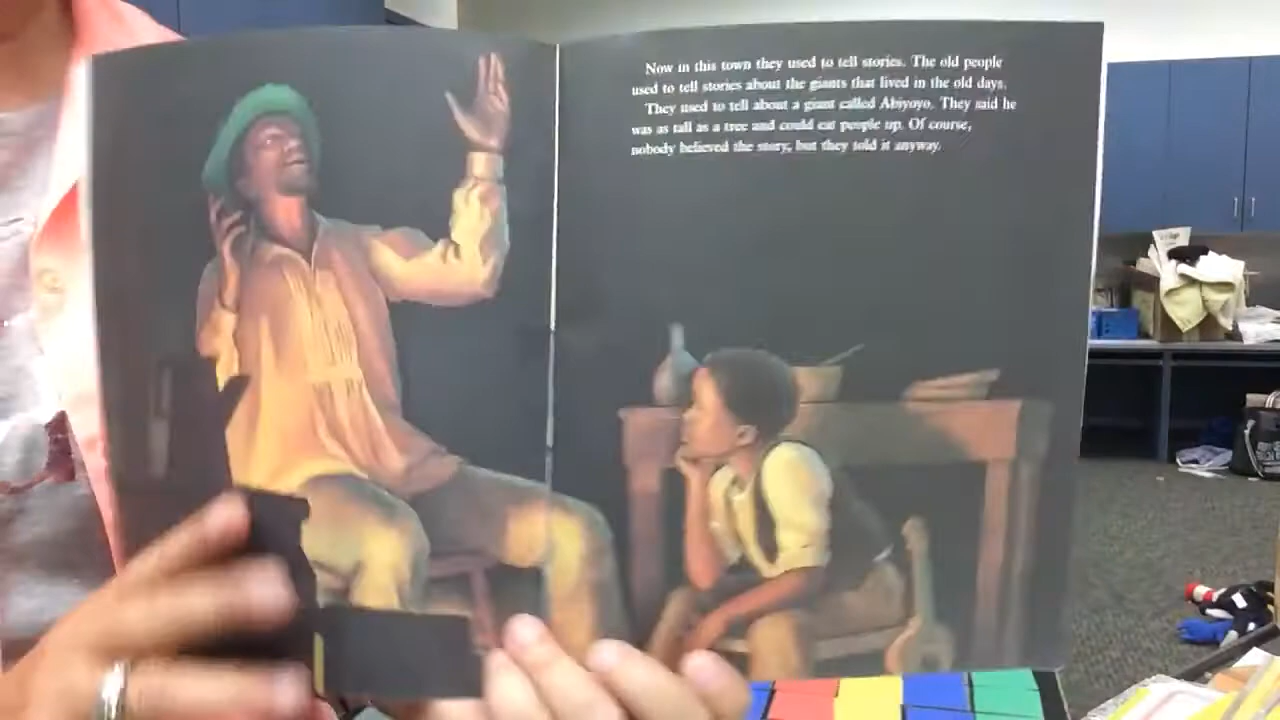 Now in this town they used to tell stories. The old people
used to tell stories about the giants that lived in the old days.
They used to tell about a giant called Abiyoyo. They said he
was as tall as a tree and could eat people up. Of course,
nobody believed the story, but they told it anyway.